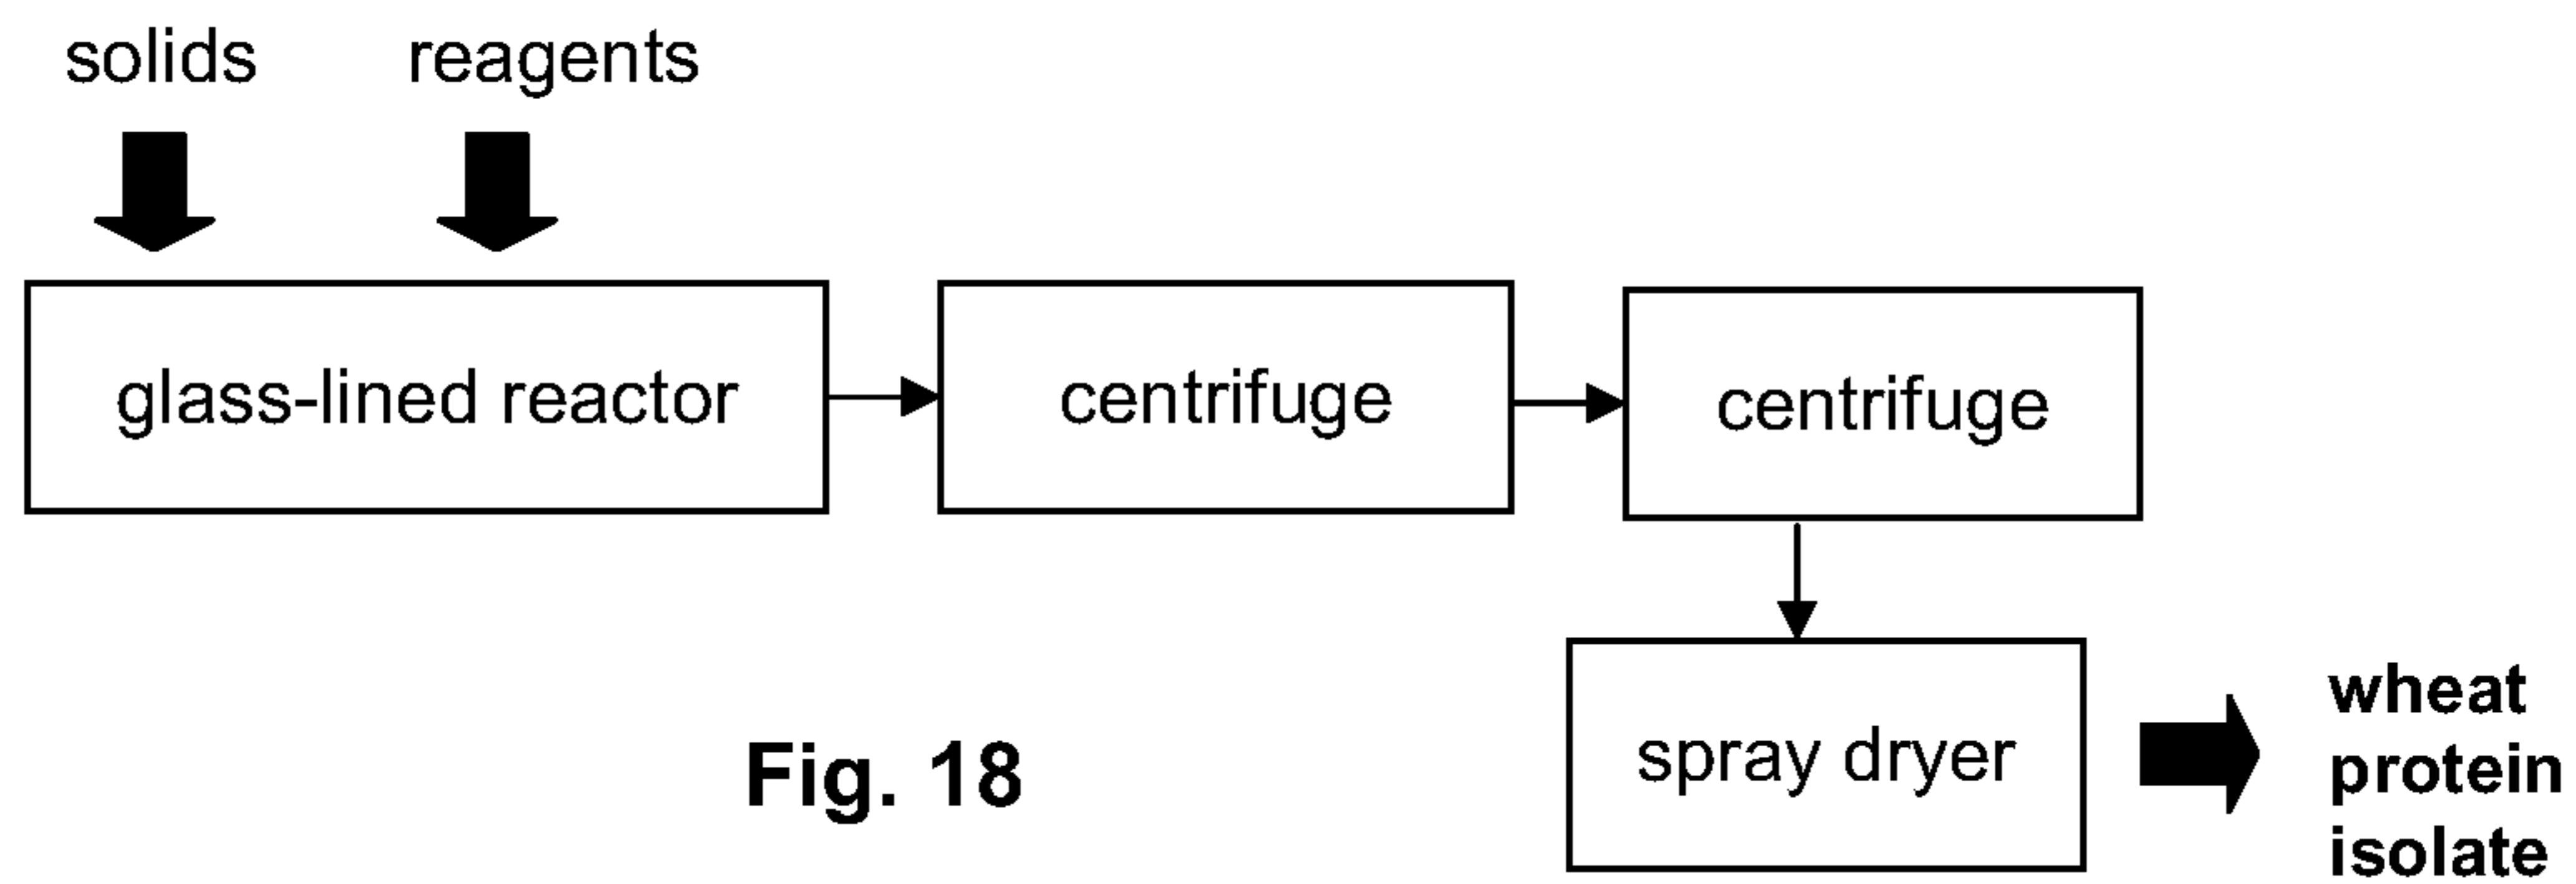 solids reagents
glass-lined reactor
centrifuge
centrifuge
spray dryer
wheat
protein
isolate
Fig. 18